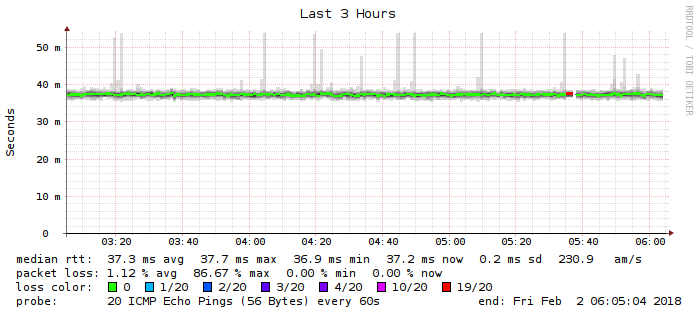 Last 3 Hours
RRDTOOL / TOBI OETIKER
Seconds
50 m
40 m
30 m
20 m
10 m
0
03:20 03:40 04:00 04:20 04:40 05:00 05:20 05:40 06:00
median rtt: 37.3 ms avg 37.7 ms max 36.9 ms min 37.2 ms now 0.2 ms sd 230.9 am/s
packet loss: 1.12 % avg 86.67 % max 0.00 % min 0.00 % now
loss color: 0 1/20 2/20 3/20 4/20 10/20 19/20
probe: 20 ICMP Echo Pings (56 Bytes) every 60s end: Fri Feb 2 06:05:04 2018